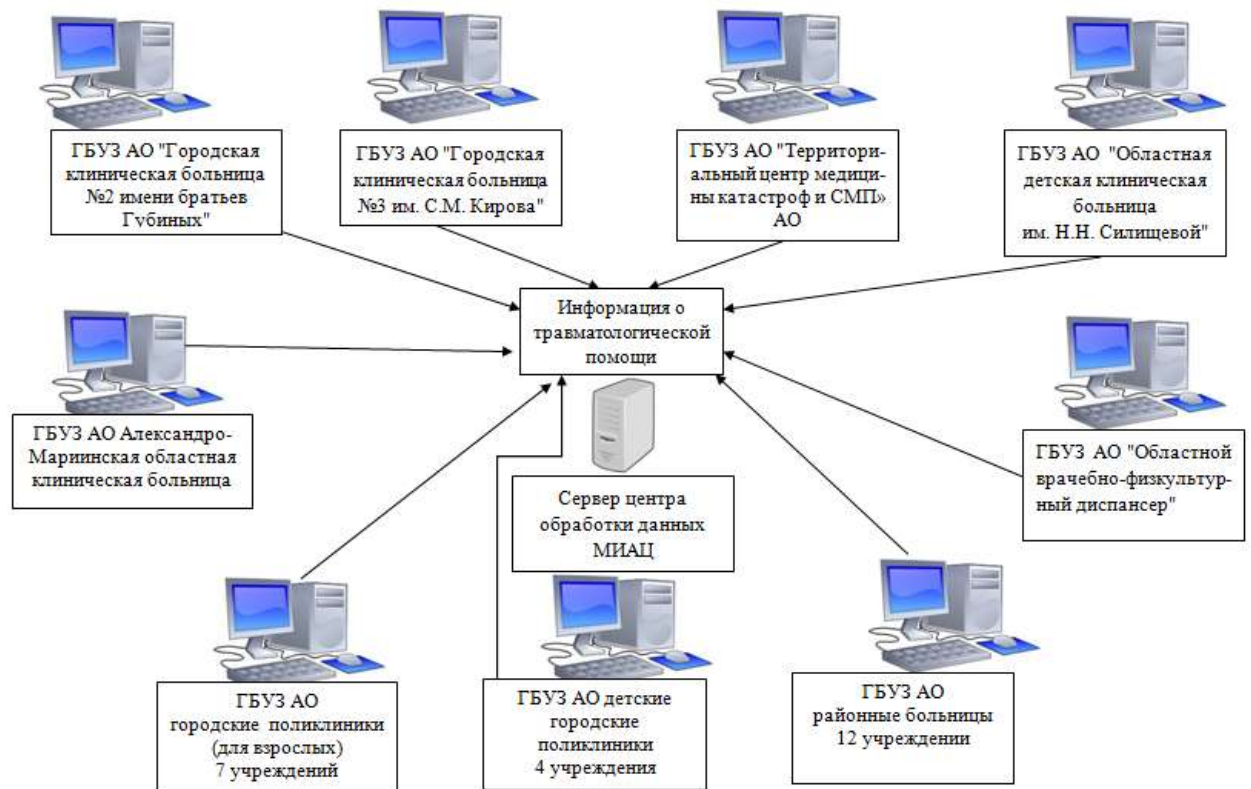 ГБУЗ АО "Городская
клиническая больница
№2 имени братьев
Губиных"
ГБУЗ АО "Городская
клиническая больница
№3 им. С.М. Кирова"
ГБУЗ АО "Территори-
альный центр медици-
ны катастроф и СМП»
АО
ГБУЗ АО "Областная
детская клиническая
больница
им. Н.Н. Силищевой"
Информация о
травматологической
помощи
ГБУЗ АО Александро-
Мариинская областная
клиническая больница
Сервер центра
обработки данных
МИАЦ
ГБУЗ АО "Областной
врачебно-физкультур-
ный диспансер"
ГБУЗ АО
городские поликлиники
(для взрослых)
7 учреждений
ГБУЗ АО детские
городские
поликлиники
4 учреждения
ГБУЗ АО
районные больницы
12 учреждении